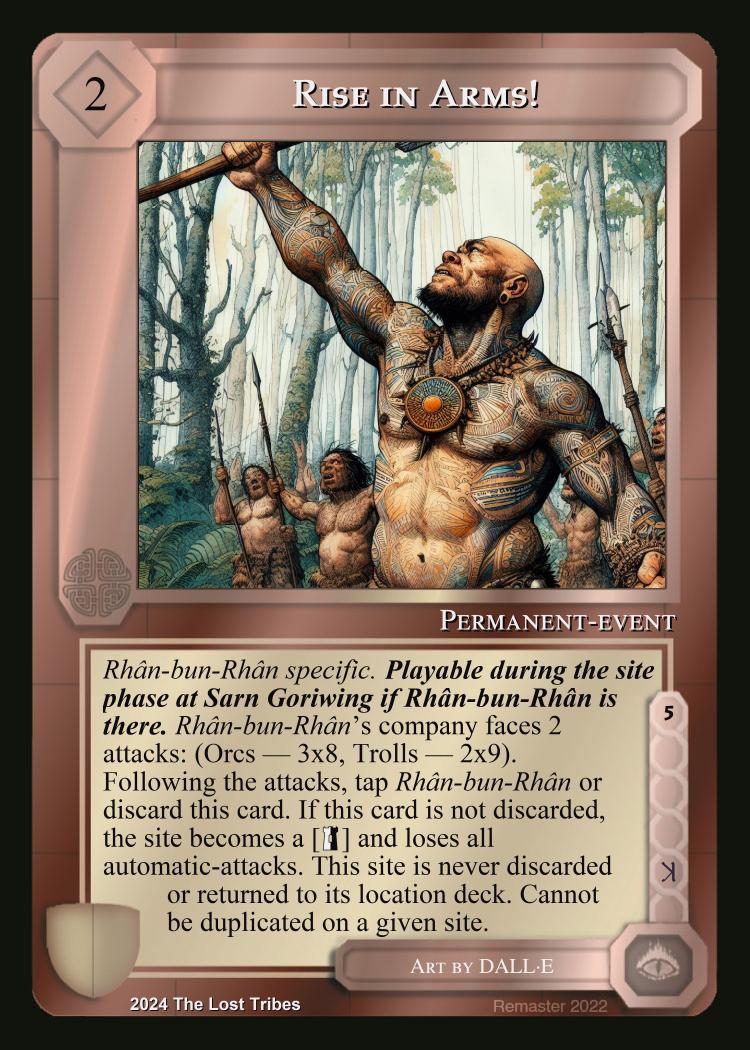 2
Rise in Arms!
Permanent-event
Rhân-bun-Rhân specific. Playable during the site
phase at Sarn Goriwing if Rhân-bun-Rhân is
there. Rhân-bun-Rhân's company faces 2
attacks: (Orcs — 3x8, Trolls — 2x9).
Following the attacks, tap Rhân-bun-Rhân or
discard this card. If this card is not discarded,
the site becomes a [ ] and loses all
automatic-attacks. This site is never discarded
or returned to its location deck. Cannot
be duplicated on a given site.
5
K
Art by DALL·E
2024 The Lost Tribes
Remaster 2022